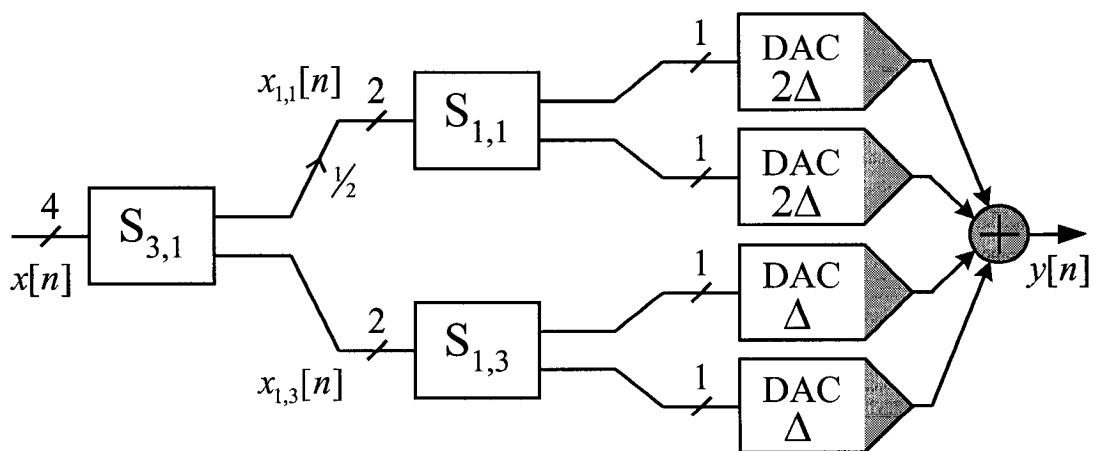 1
DAC
2Δ
x₁,₁[n]
2
S₁,₁
½
1
DAC
2Δ
4
x[n]
S₃,₁
+
y[n]
1
DAC
Δ
2
x₁,₃[n]
S₁,₃
1
DAC
Δ